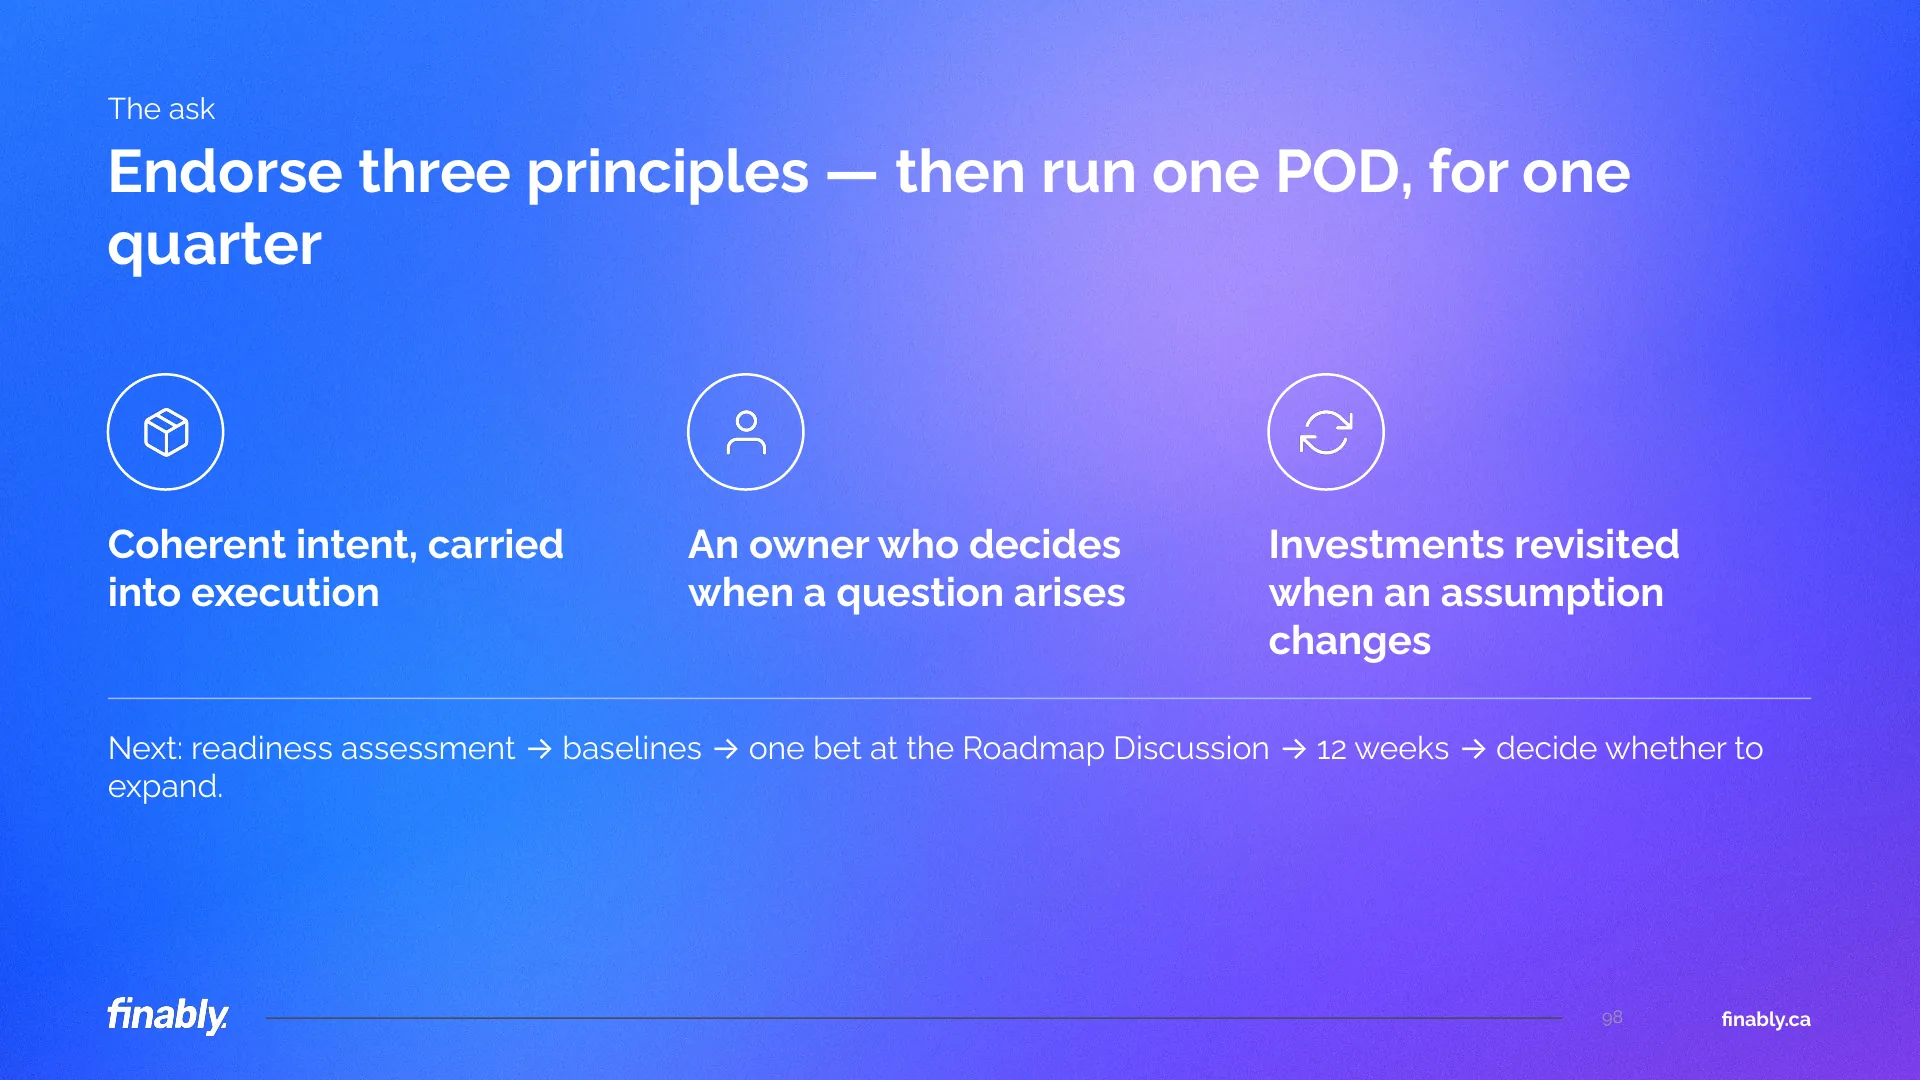 The ask
Endorse three principles — then run one POD, for one
quarter
Coherent intent, carried
into execution
An owner who decides
when a question arises
Investments revisited
when an assumption
changes
Next: readiness assessment → baselines → one bet at the Roadmap Discussion → 12 weeks → decide whether to
expand.
finably.
98
finably.ca